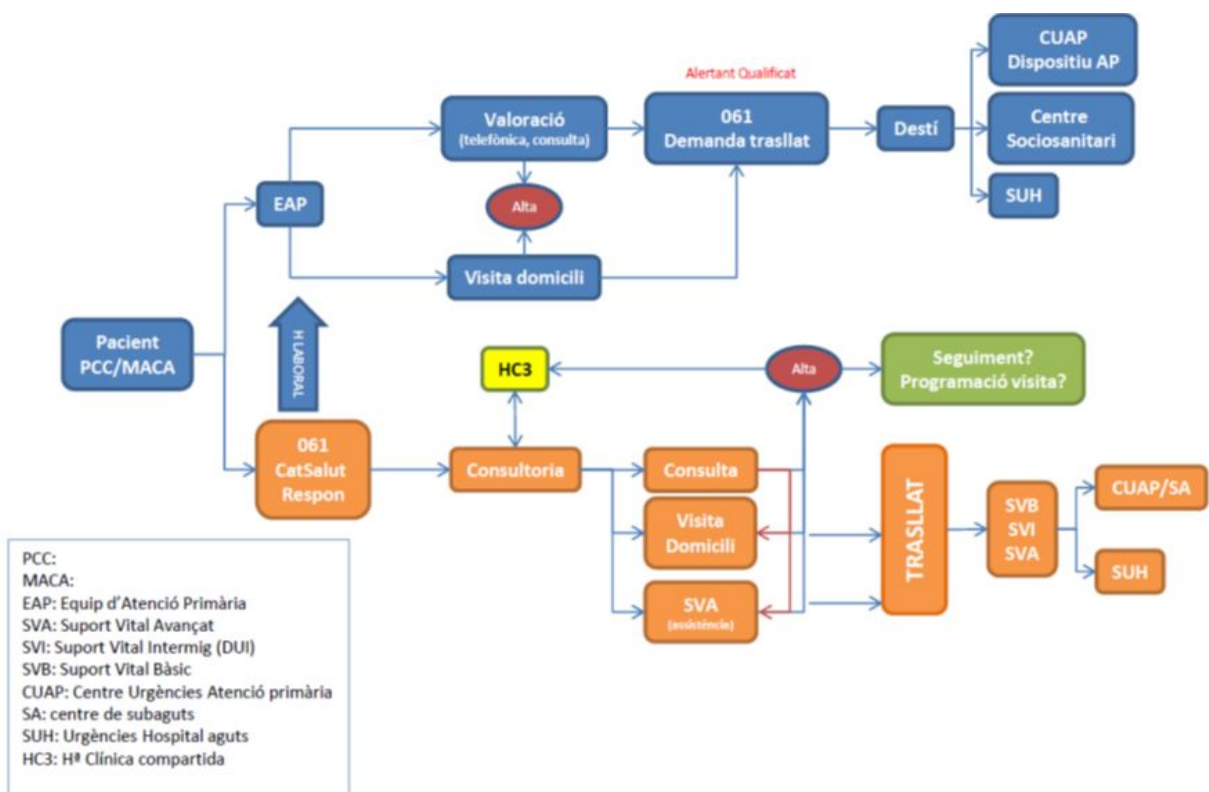 CUAP
Dispositiu AP
Alertant Qualificat
Valoració
(telefònica, consulta)
061
Demanda trasllat
Destí
Centre
Sociosanitari
EAP
Alta
SUH
Visita domicili
H LABORAL
Pacient
PCC/MACA
HC3
Alta
Seguiment?
Programació visita?
061
CatSalut
Respon
Consultoria
Consulta
Visita
Domicili
SVA
(assistència)
TRASLLAT
SVB
SVI
SVA
CUAP/SA
SUH
PCC:
MACA:
EAP: Equip d'Atenció Primària
SVA: Suport Vital Avançat
SVI: Suport Vital Intermig (DUI)
SVB: Suport Vital Bàsic
CUAP: Centre Urgències Atenció primària
SA: centre de subaguts
SUH: Urgències Hospital aguts
HC3: Hª Clínica compartida